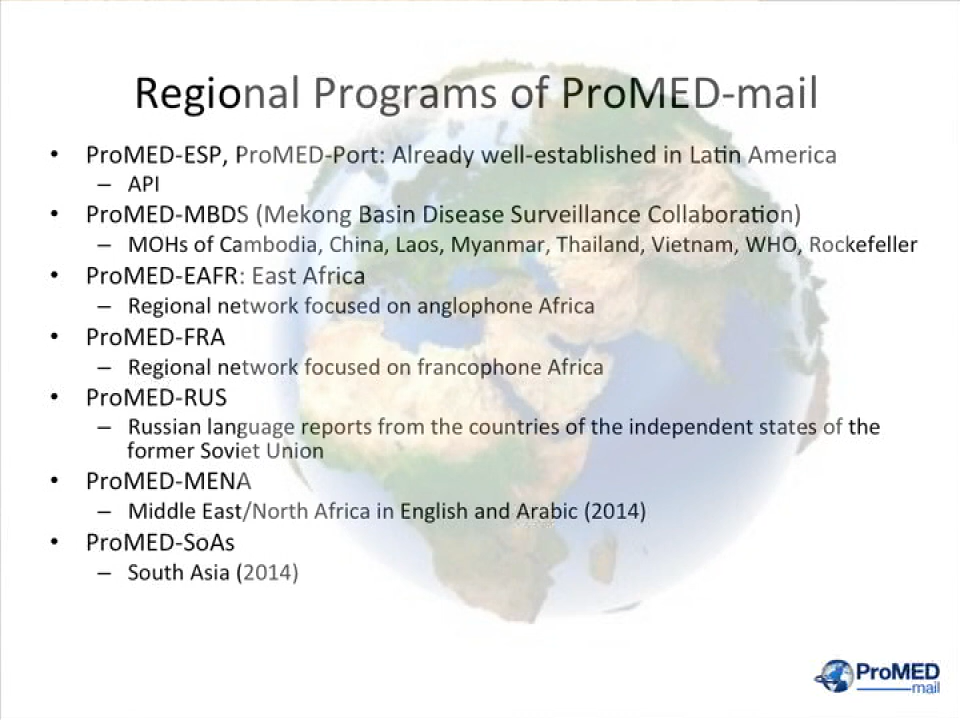 Regional Programs of ProMED-mail
• ProMED-ESP, ProMED-Port: Already well-established in Latin America
– API
• ProMED-MBDS (Mekong Basin Disease Surveillance Collaboration)
– MOHs of Cambodia, China, Laos, Myanmar, Thailand, Vietnam, WHO, Rockefeller
• ProMED-EAFR: East Africa
– Regional network focused on anglophone Africa
• ProMED-FRA
– Regional network focused on francophone Africa
• ProMED-RUS
– Russian language reports from the countries of the independent states of the
former Soviet Union
• ProMED-MENA
– Middle East/North Africa in English and Arabic (2014)
• ProMED-SoAs
– South Asia (2014)
ProMED
mail